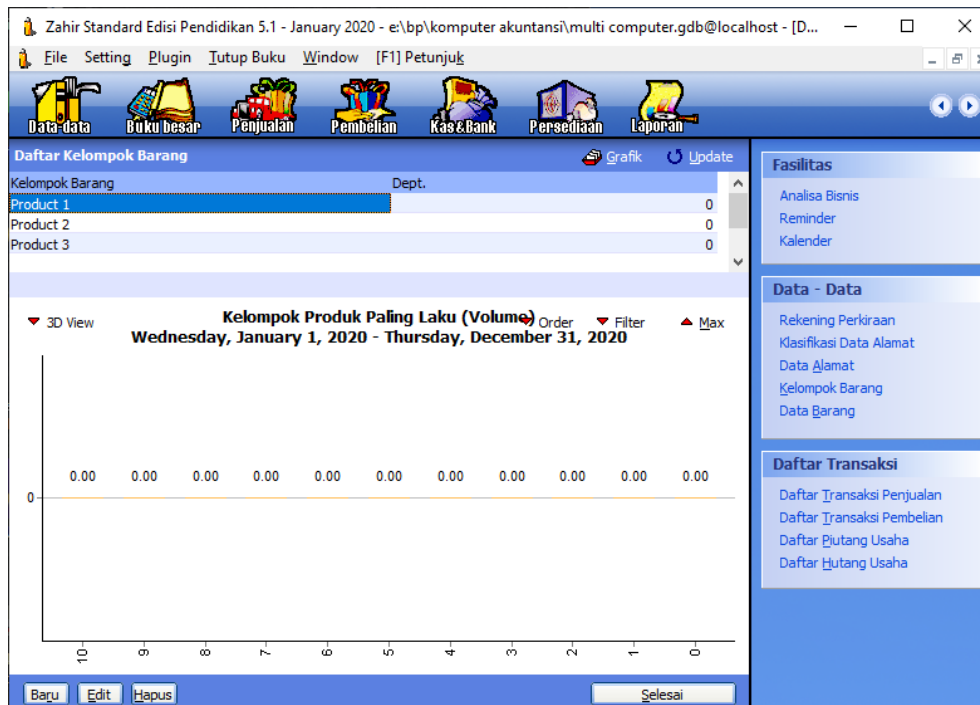 Zahir Standard Edisi Pendidikan 5.1 - January 2020 - e:\bp\komputer akuntansi\multi computer.gdb@localhost - [D...
File Setting Plugin Tutup Buku Window [F1] Petunjuk
Data-data Buku besar Penjualan Pembelian Kas&Bank Persediaan Laporan
Daftar Kelompok Barang Grafik Update
Kelompok Barang Dept.
Product 1 0
Product 2 0
Product 3 0
3D View Order Filter Max
Kelompok Produk Paling Laku (Volume)
Wednesday, January 1, 2020 - Thursday, December 31, 2020
0.00 0.00 0.00 0.00 0.00 0.00 0.00 0.00 0.00 0.00 0.00
0
10 9 8 7 6 5 4 3 2 1 0
Baru Edit Hapus Selesai
Fasilitas
Analisa Bisnis
Reminder
Kalender
Data - Data
Rekening Perkiraan
Klasifikasi Data Alamat
Data Alamat
Kelompok Barang
Data Barang
Daftar Transaksi
Daftar Transaksi Penjualan
Daftar Transaksi Pembelian
Daftar Piutang Usaha
Daftar Hutang Usaha